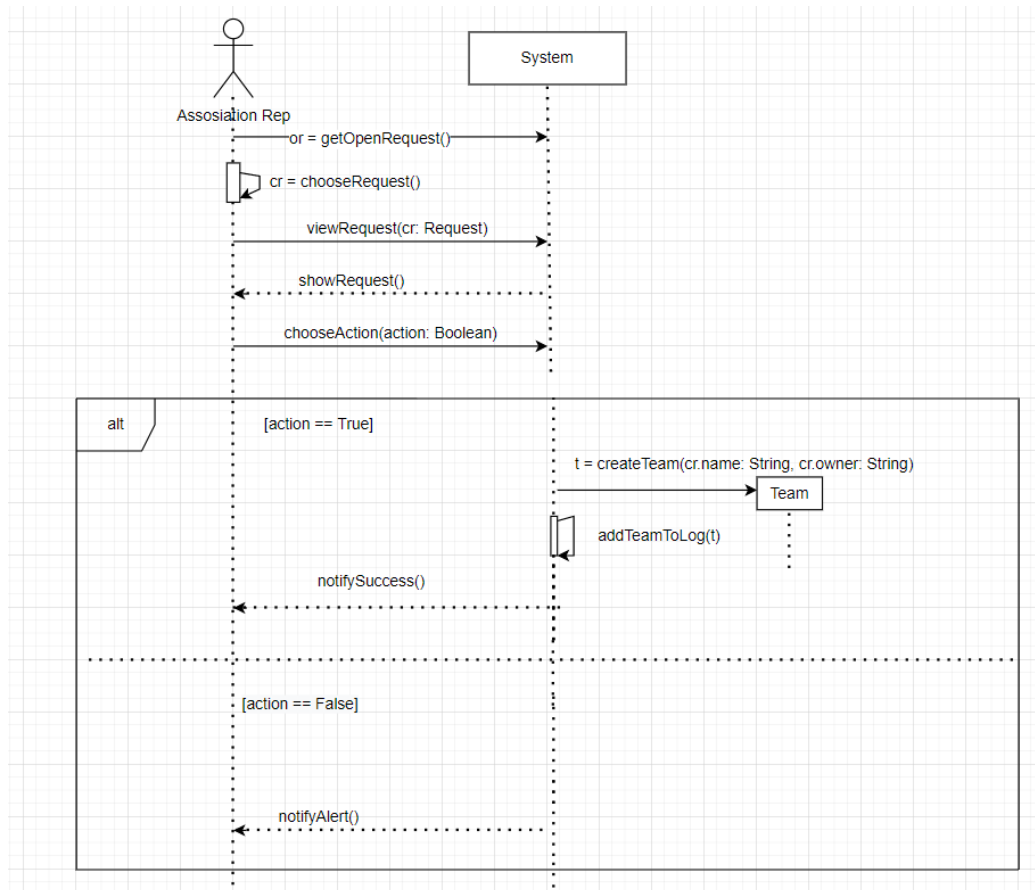 System
Assosiation Rep
or = getOpenRequest()
cr = chooseRequest()
viewRequest(cr: Request)
showRequest()
chooseAction(action: Boolean)
alt
[action == True]
t = createTeam(cr.name: String, cr.owner: String)
Team
addTeamToLog(t)
notifySuccess()
[action == False]
notifyAlert()